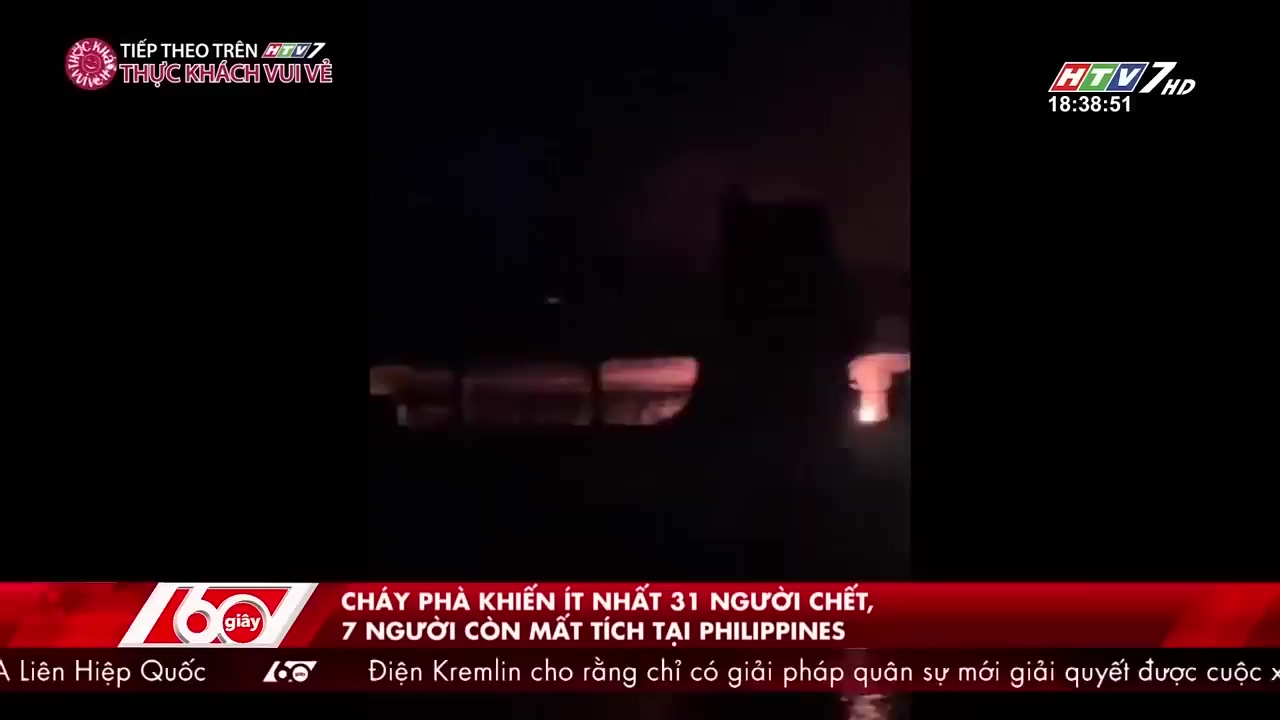 TIẾP THEO TRÊN HTV7
THỰC KHÁCH VUI VẺ
HTV7 HD
18:38:51
60 giây
CHÁY PHÀ KHIẾN ÍT NHẤT 31 NGƯỜI CHẾT,
7 NGƯỜI CÒN MẤT TÍCH TẠI PHILIPPINES
A Liên Hiệp Quốc 60 Điện Kremlin cho rằng chỉ có giải pháp quân sự mới giải quyết được cuộc x